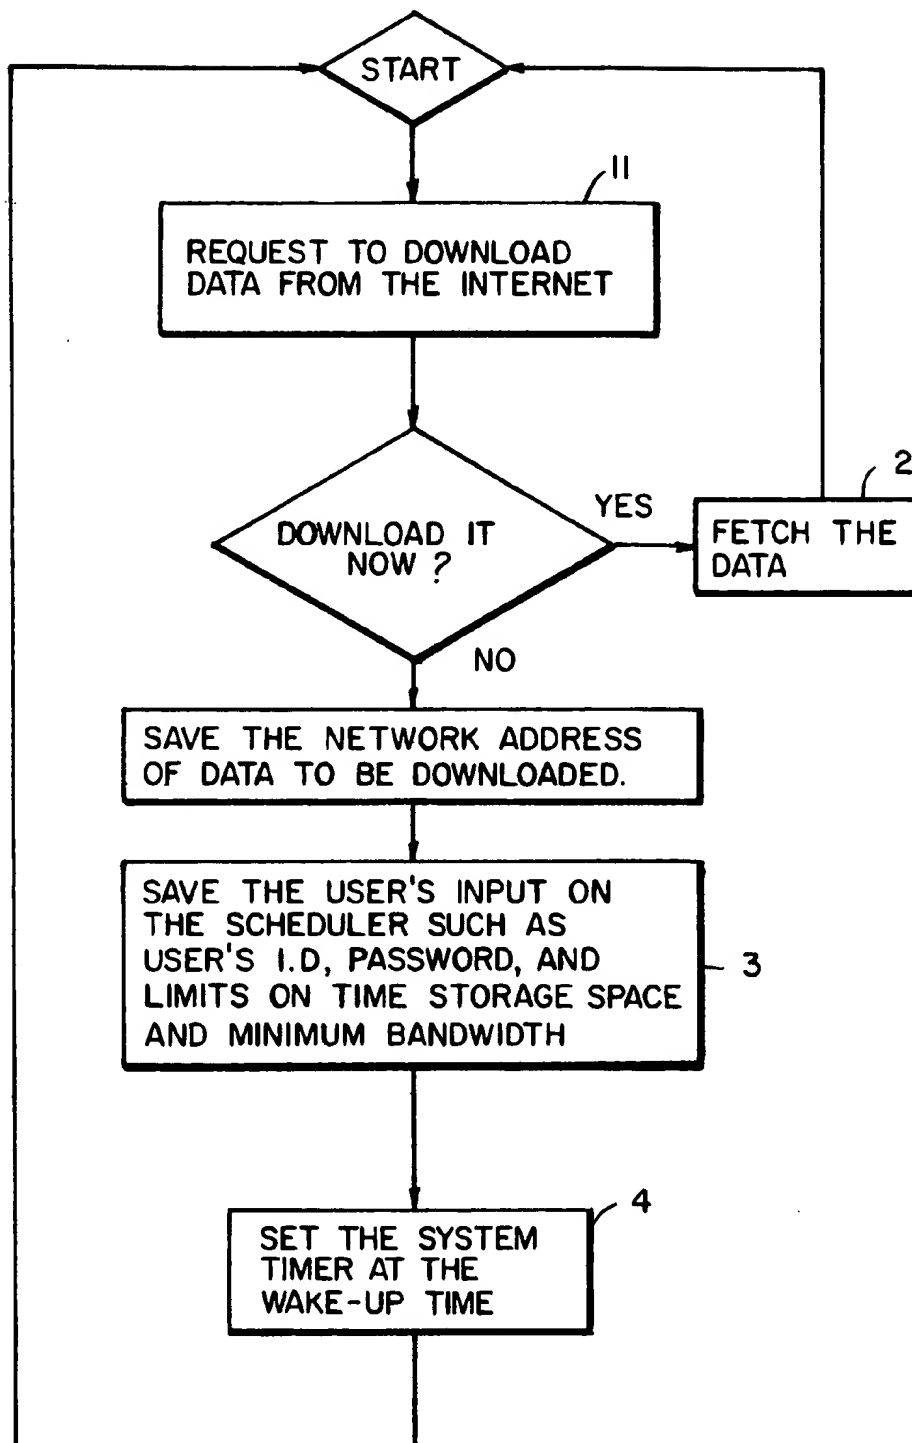 START
11
REQUEST TO DOWNLOAD
DATA FROM THE INTERNET
DOWNLOAD IT
NOW?
YES
2
FETCH THE
DATA
NO
SAVE THE NETWORK ADDRESS
OF DATA TO BE DOWNLOADED.
SAVE THE USER'S INPUT ON
THE SCHEDULER SUCH AS
USER'S I.D, PASSWORD, AND
LIMITS ON TIME STORAGE SPACE
AND MINIMUM BANDWIDTH
3
4
SET THE SYSTEM
TIMER AT THE
WAKE-UP TIME